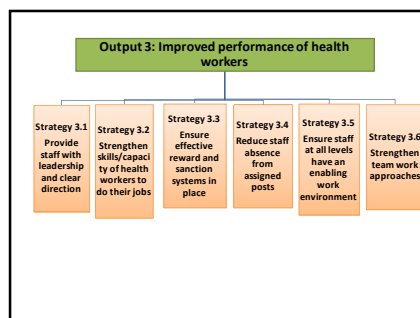 Output 3: Improved performance of health
workers
Strategy 3.1
Provide
staff with
leadership
and clear
direction
Strategy 3.2
Strengthen
skills/capa
ity of health
workers to
do their jobs
Strategy 3.3
Ensure
effective
reward and
sanction
systems in
place
Strategy 3.4
Reduce staff
absence
from
assigned
posts
Strategy 3.5
Ensure staff
at all levels
have an
enabling
work
environment
Strategy 3.6
Strengthen
team work
approaches